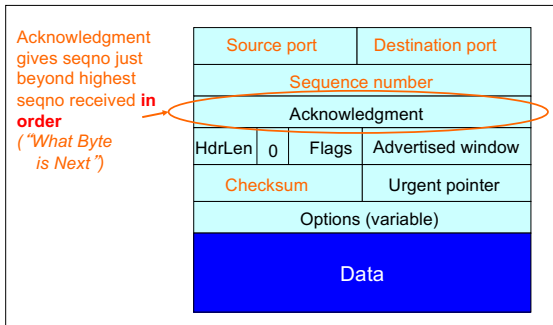 Acknowledgment
gives seqno just
beyond highest
seqno received in
order
(“What Byte
is Next”)
Source port Destination port
Sequence number
Acknowledgment
HdrLen 0 Flags Advertised window
Checksum Urgent pointer
Options (variable)
Data